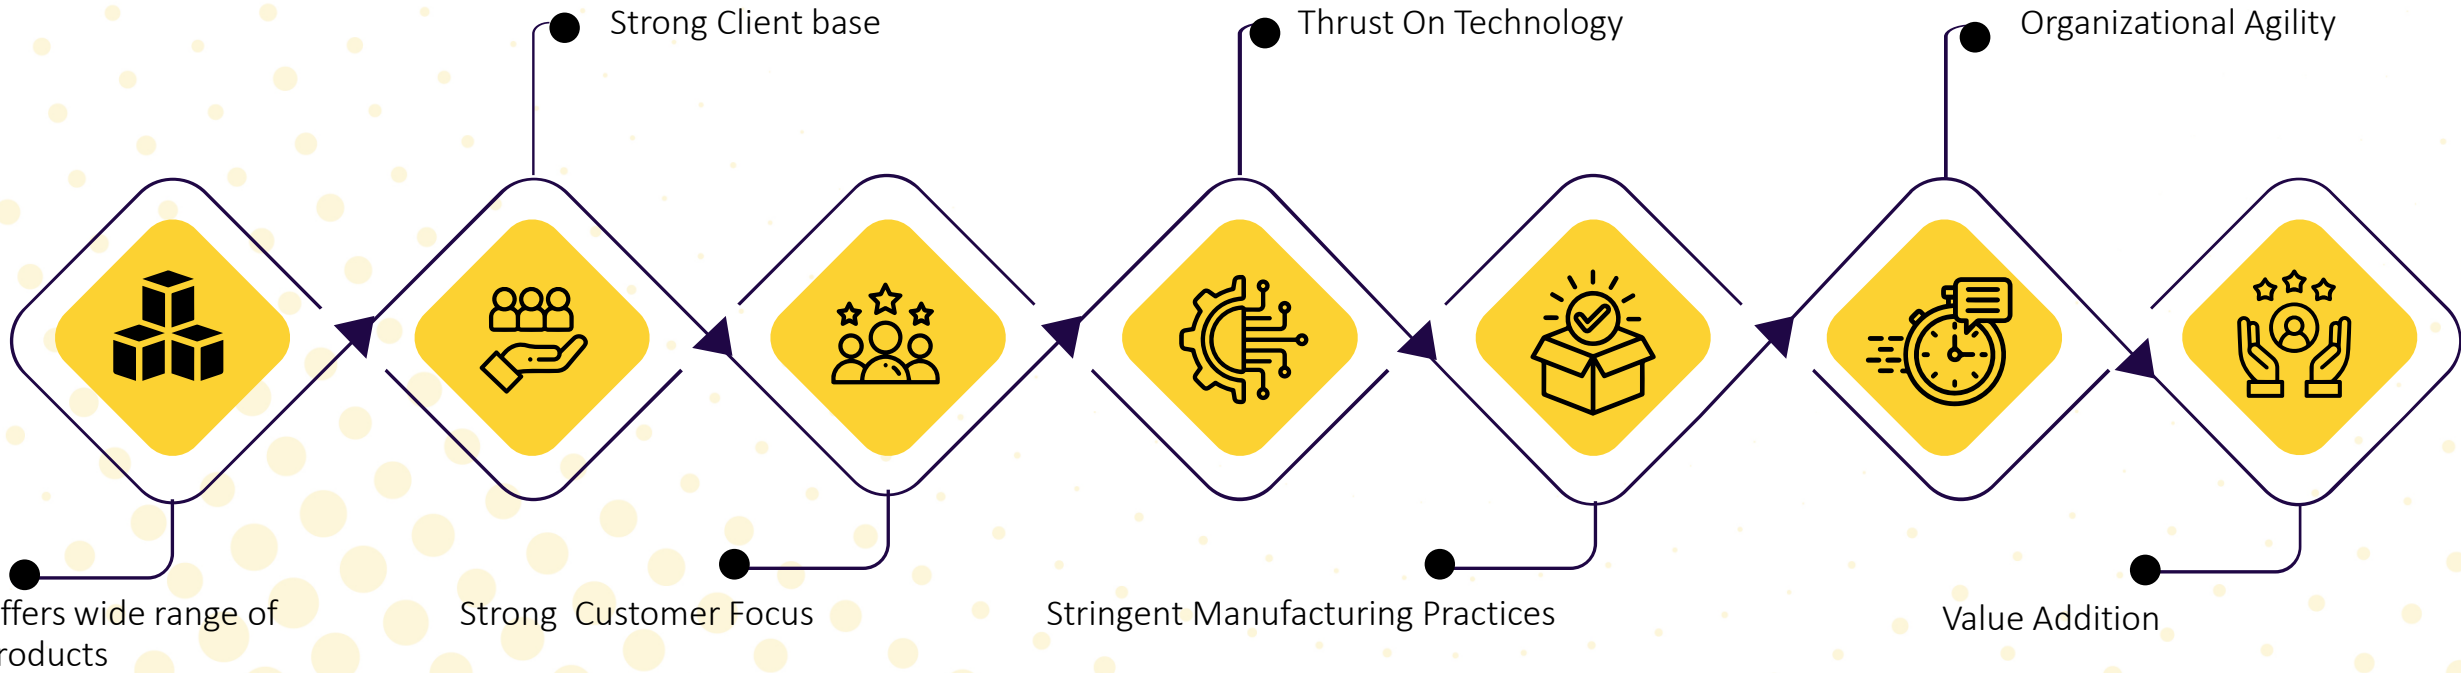 Strong Client base
Thrust On Technology
Organizational Agility
ffers wide range of
roducts
Strong  Customer Focus
Stringent Manufacturing Practices
Value Addition